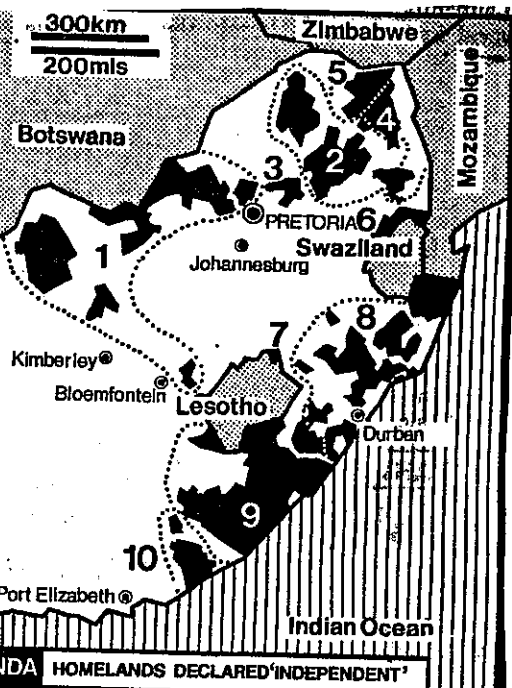 300km
200mls
Zimbabwe
Mozambique
Botswana
5
4
2
3
PRETORIA
6
Swaziland
Johannesburg
1
8
7
Kimberley
Bloemfontein
Lesotho
Durban
9
10
Port Elizabeth
Indian Ocean
NDA HOMELANDS DECLARED 'INDEPENDENT'